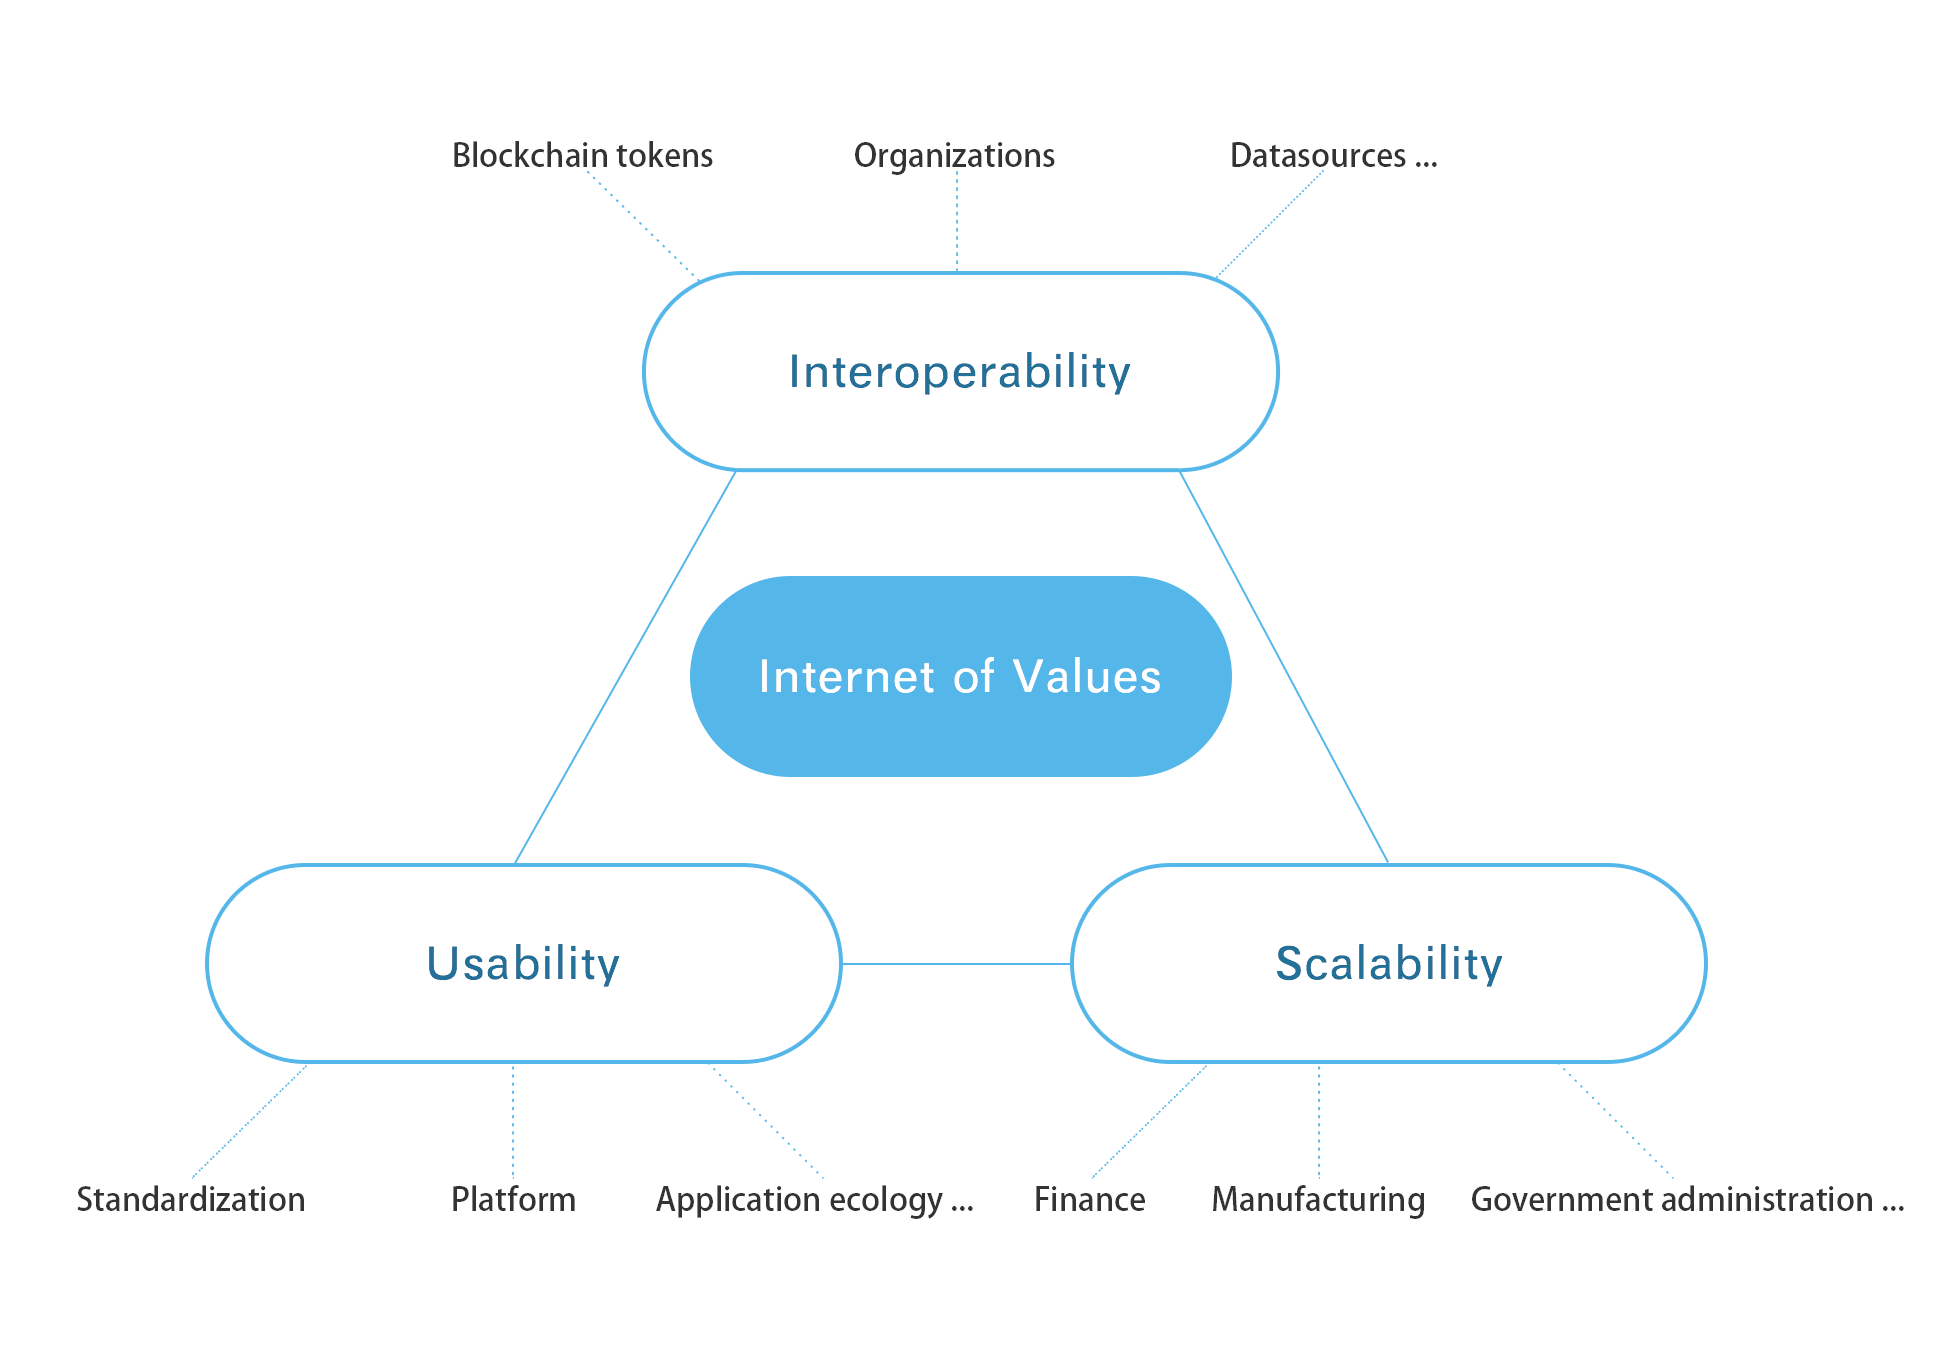 Blockchain tokens
Organizations
Datasources ...
Interoperability
Internet of Values
Usability
Scalability
Standardization
Platform
Application ecology ...
Finance
Manufacturing
Government administration ...